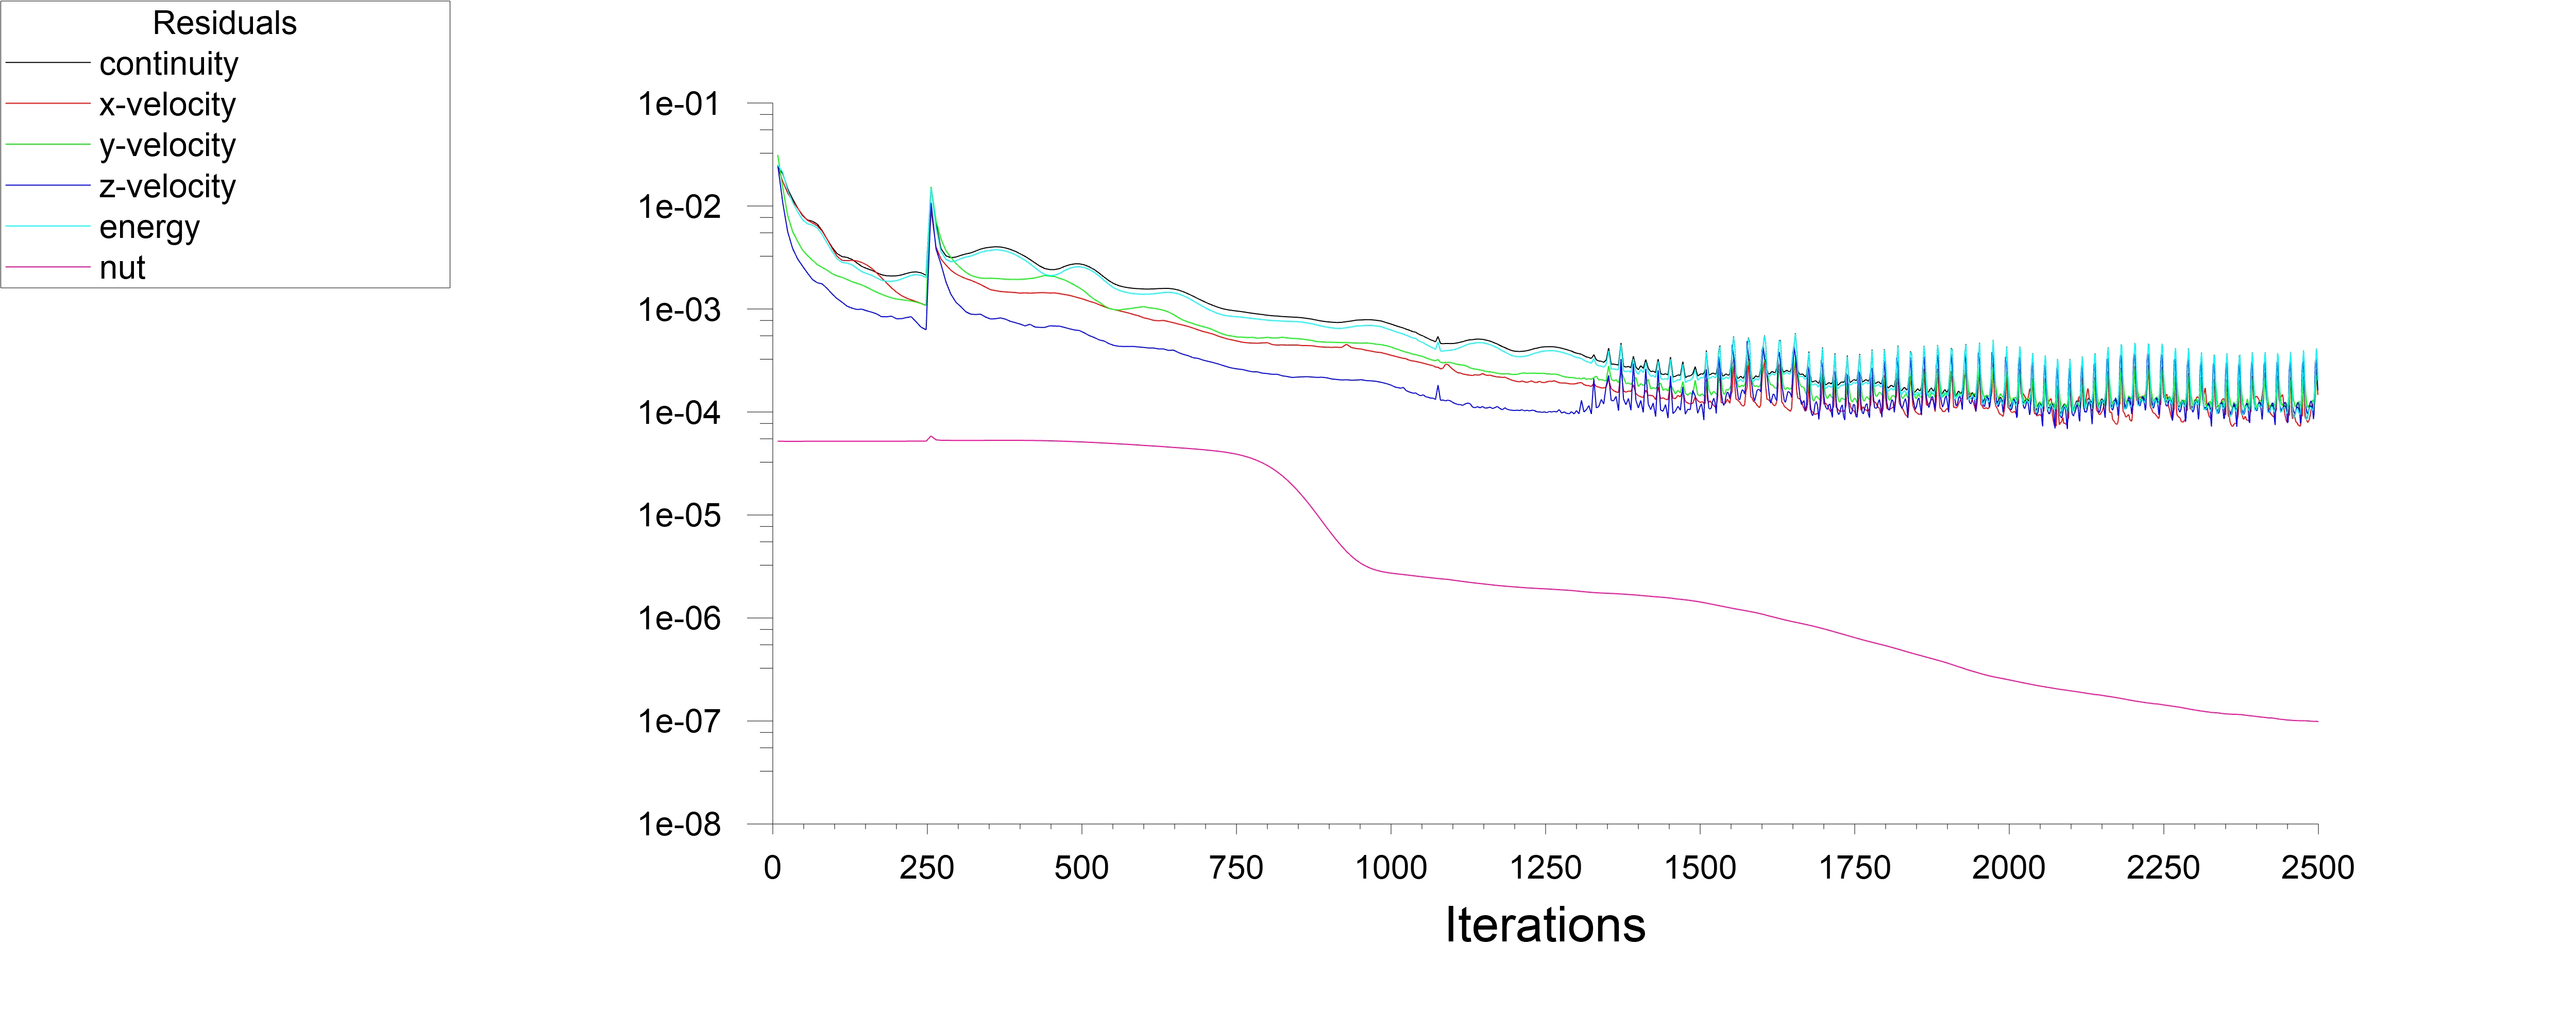 Residuals
continuity
x-velocity
y-velocity
z-velocity
energy
nut
1e-01
1e-02
1e-03
1e-04
1e-05
1e-06
1e-07
1e-08
0 250 500 750 1000 1250 1500 1750 2000 2250 2500
Iterations